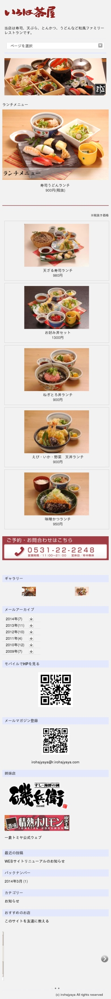 いろは茶屋
当店は寿司、天ぷら、とんかつ、うどんなど和風ファミリー
レストランです。
ページを選択
いろは茶屋
ランチメニュー
ランチメニュー
寿司うどんランチ
900円(税抜)
※税抜き価格
天ざる寿司ランチ
980円
お好み丼セット
1300円
ねぎとろ丼ランチ
900円
えび・いか・野菜　天丼ランチ
900円
味噌かつランチ
950円
ご予約・お問合わせはこちら
0531-22-2248
営業時間／11:00〜21:00　定休日／年中無休
ギャラリー
メールアーカイブ
2014年(7)
2013年(11)
2012年(10)
2011年(4)
2010年(12)
2009年(7)
モバイルでHPを見る
メールマガジン登録
irohajyaya@r.irohajyaya.com
姉妹店
すし・海鮮の國
磯兵衛
ISOBE
酒場 情熱ホルモン 炭火七輪
JONETSU HORUMON
一倉トミヤ公式ウェブ
最近の投稿
WEBサイトリニューアルのお知らせ
バックナンバー
2014年3月 (1)
カテゴリー
お知らせ
おすすめのお店
このサイトを友達に教える
(c) irohajyaya All rights reserved